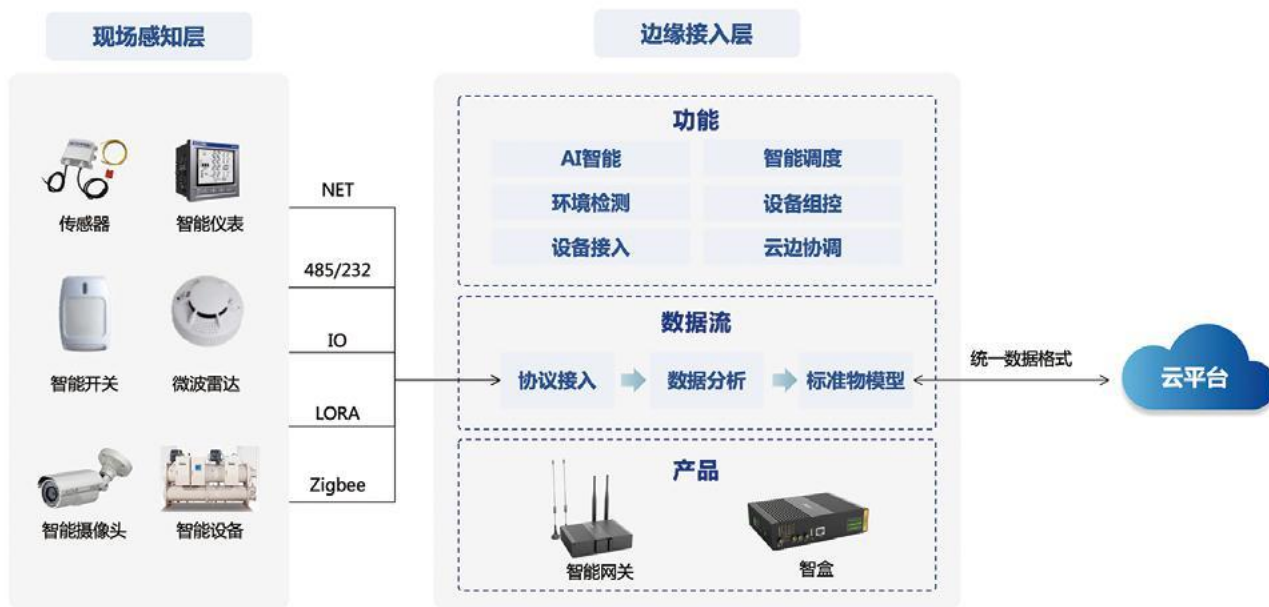 现场感知层
传感器
智能仪表
智能开关
微波雷达
智能摄像头
智能设备
NET
485/232
IO
LORA
Zigbee
边缘接入层
功能
AI智能
智能调度
环境检测
设备组控
设备接入
云边协调
数据流
协议接入
数据分析
标准物模型
产品
智能网关
智盒
统一数据格式
云平台